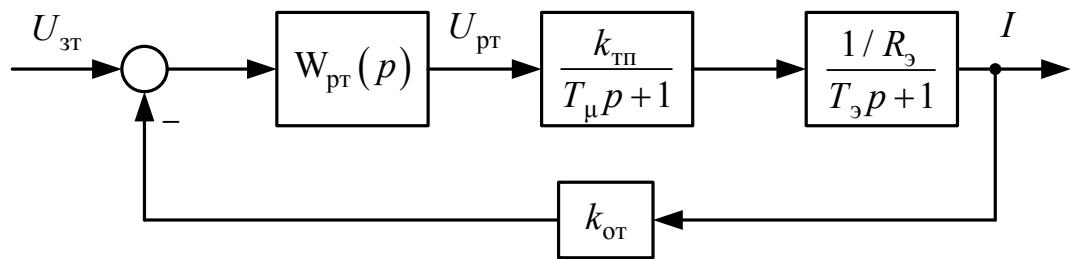 U_зт
W_рт(p)
U_рт
k_тп
T_μ p + 1
1 / R_э
T_э p + 1
I
−
k_от